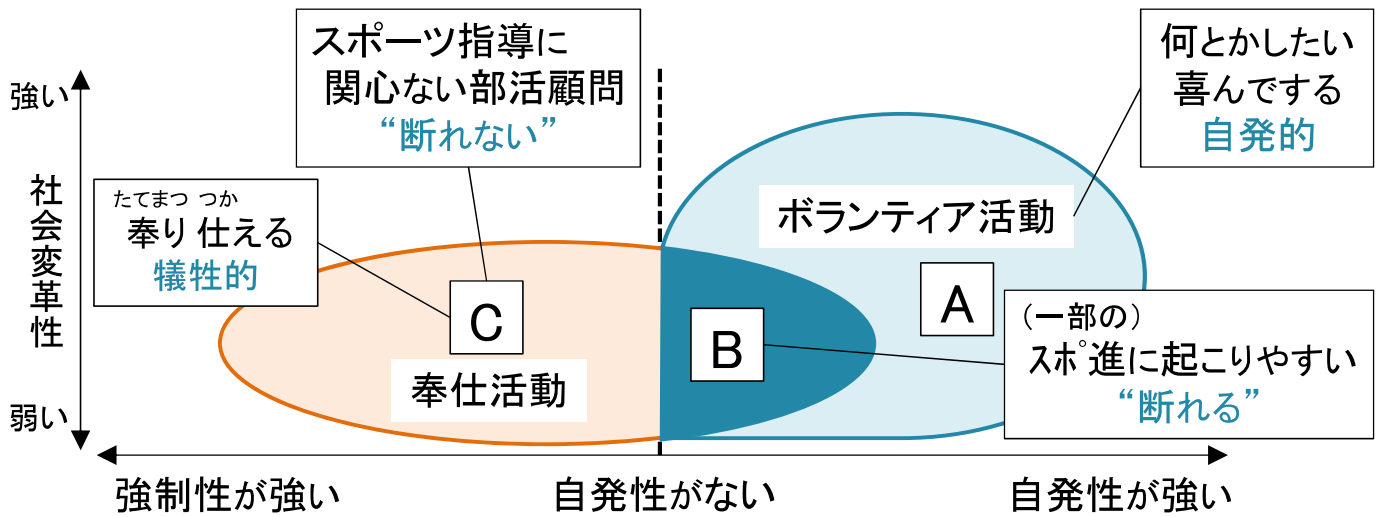 スポーツ指導に
関心ない部活顧問
“断れない”
何とかしたい
喜んでする
自発的
強い
社会変革性
弱い
たてまつ つか
奉り仕える
犠牲的
ボランティア活動
A
B
C
奉仕活動
（一部の）
ｽﾎﾟ進に起こりやすい
“断れる”
強制性が強い
自発性がない
自発性が強い